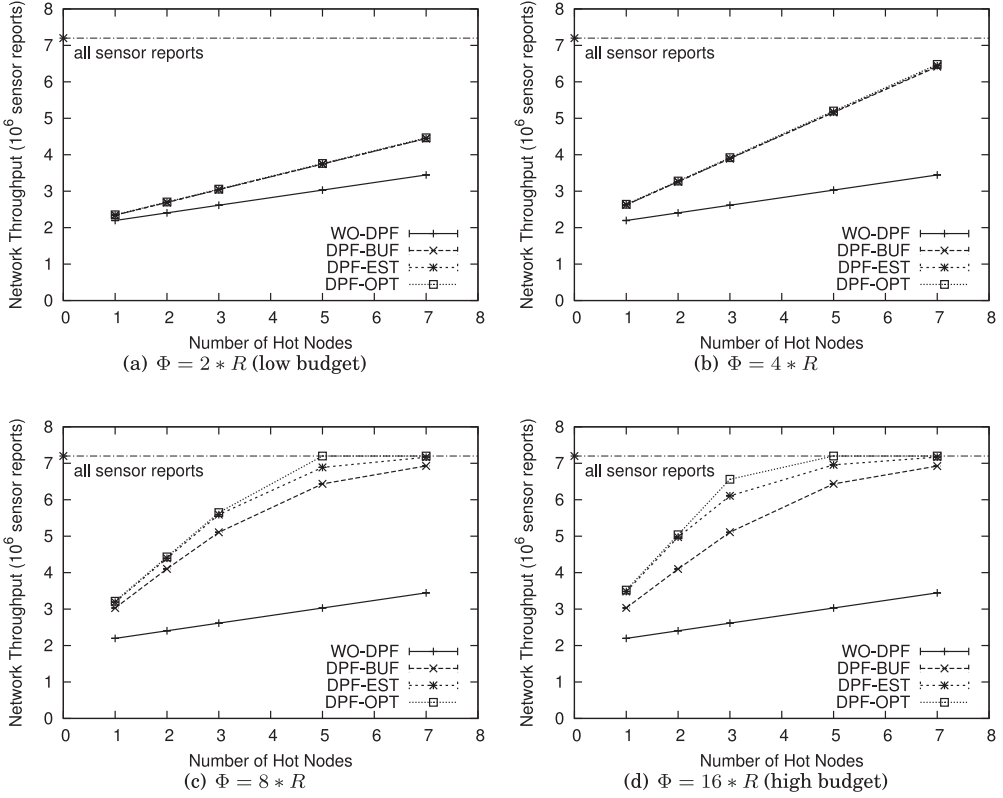 Network Throughput (10^6 sensor reports)
8
7
6
5
4
3
2
1
0
all sensor reports
WO-DPF
DPF-BUF
DPF-EST
DPF-OPT
0 1 2 3 4 5 6 7 8
Number of Hot Nodes
(a) Φ = 2 ∗ R (low budget)
Network Throughput (10^6 sensor reports)
8
7
6
5
4
3
2
1
0
all sensor reports
WO-DPF
DPF-BUF
DPF-EST
DPF-OPT
0 1 2 3 4 5 6 7 8
Number of Hot Nodes
(b) Φ = 4 ∗ R
Network Throughput (10^6 sensor reports)
8
7
6
5
4
3
2
1
0
all sensor reports
WO-DPF
DPF-BUF
DPF-EST
DPF-OPT
0 1 2 3 4 5 6 7 8
Number of Hot Nodes
(c) Φ = 8 ∗ R
Network Throughput (10^6 sensor reports)
8
7
6
5
4
3
2
1
0
all sensor reports
WO-DPF
DPF-BUF
DPF-EST
DPF-OPT
0 1 2 3 4 5 6 7 8
Number of Hot Nodes
(d) Φ = 16 ∗ R (high budget)